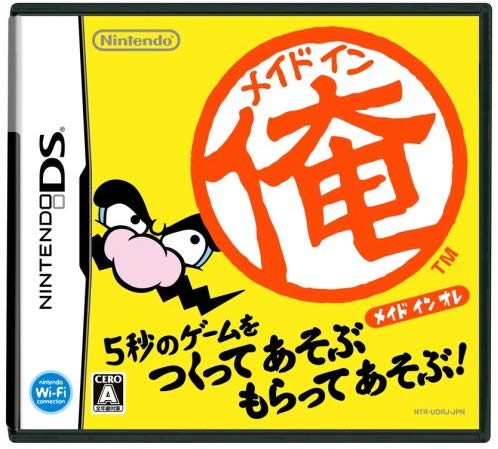 Nintendo
メイド イン
俺
TM
NINTENDO DS
TM
メイド イン オレ
5秒のゲームを
つくって あそぶ
もらって あそぶ!
nintendo
Wi-Fi
connection
CERO
A
全年齢対象
NTR-UORJ-JPN